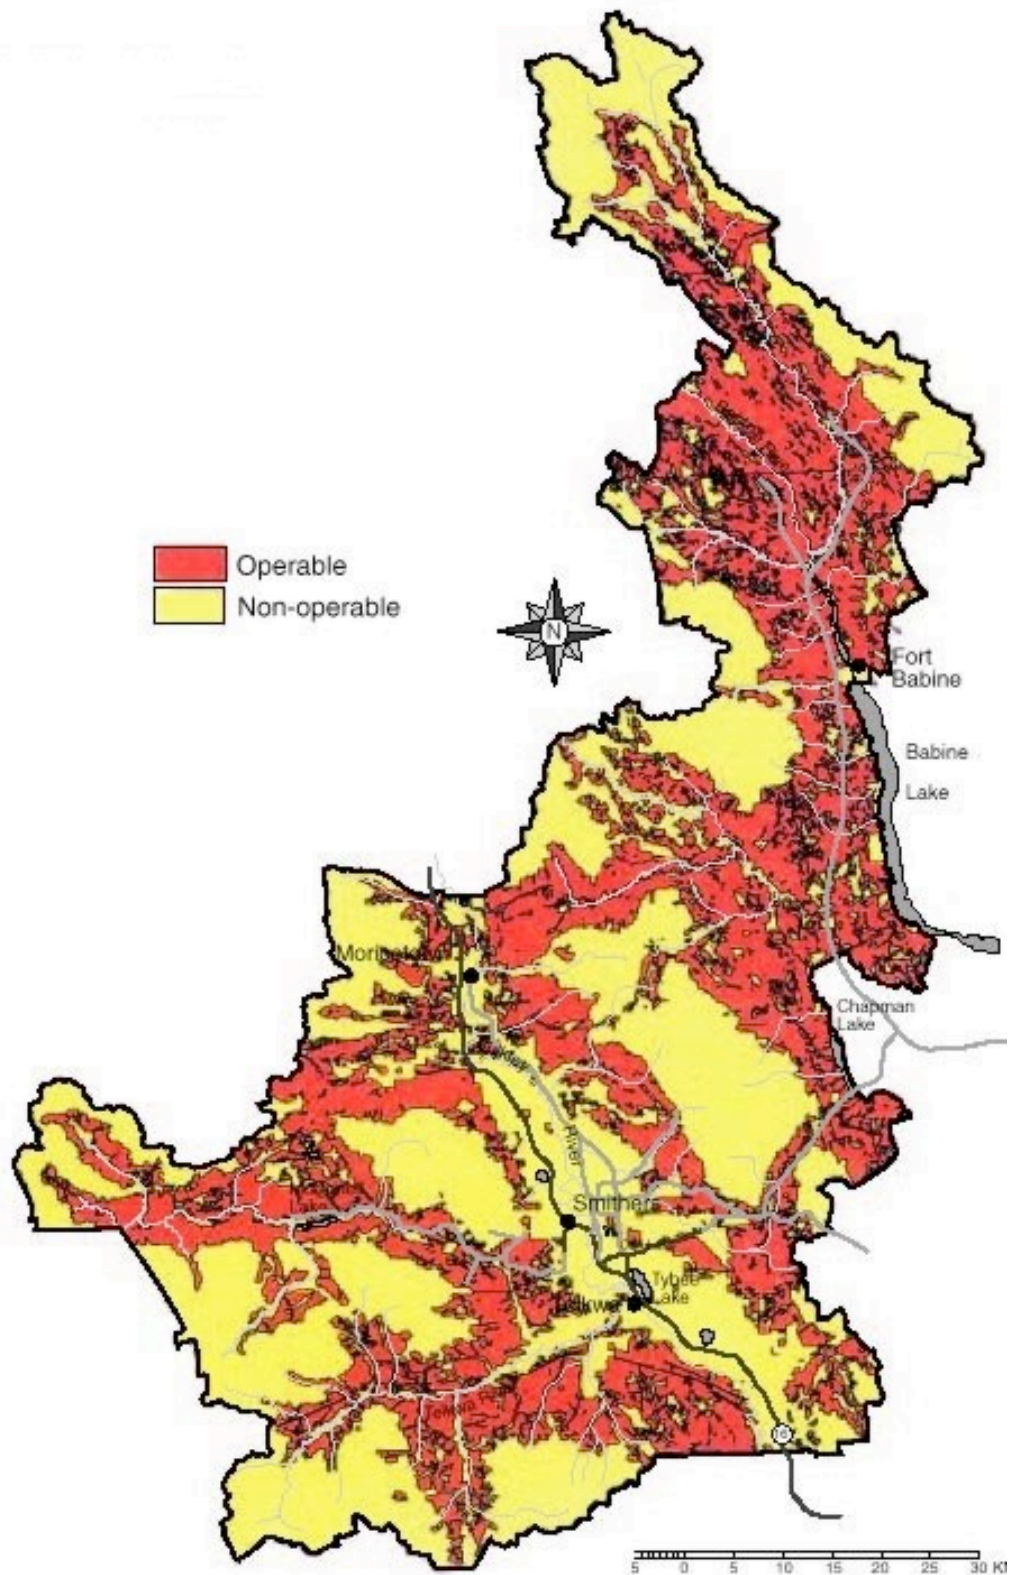 Operable
Non-operable
N
Fort
Babine
Babine
Lake
Chapman
Lake
River
Smithers
Tyhee
Lake
Telkwa
16
5 0 5 10 15 20 25 30